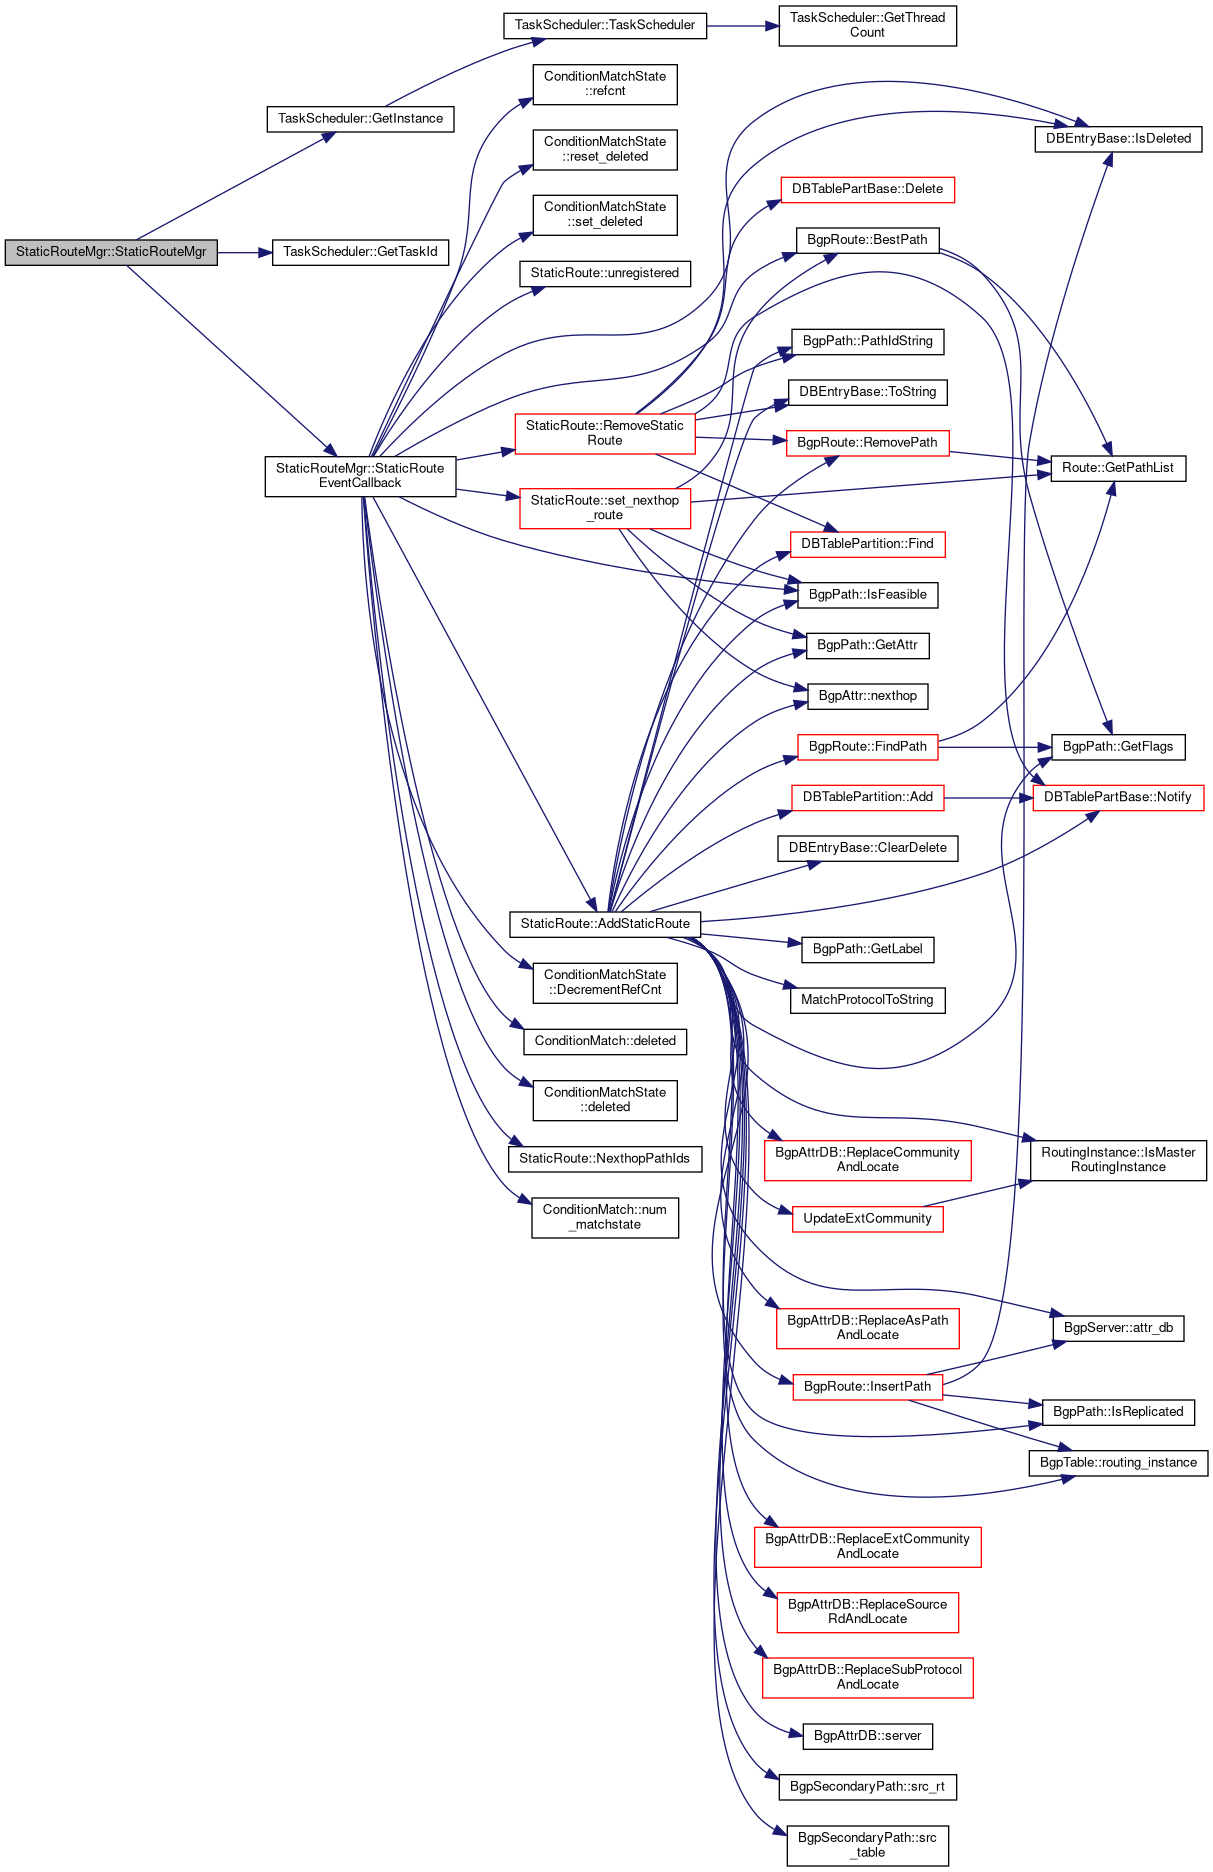 StaticRouteMgr::StaticRouteMgr
TaskScheduler::GetInstance
TaskScheduler::GetTaskId
StaticRouteMgr::StaticRoute
EventCallback
TaskScheduler::TaskScheduler
ConditionMatchState
::refcnt
ConditionMatchState
::reset_deleted
ConditionMatchState
::set_deleted
StaticRoute::unregistered
StaticRoute::RemoveStatic
Route
StaticRoute::set_nexthop
_route
StaticRoute::AddStaticRoute
ConditionMatchState
::DecrementRefCnt
ConditionMatch::deleted
ConditionMatchState
::deleted
StaticRoute::NexthopPathIds
ConditionMatch::num
_matchstate
TaskScheduler::GetThread
Count
DBTablePartBase::Delete
BgpRoute::BestPath
BgpPath::PathIdString
DBEntryBase::ToString
BgpRoute::RemovePath
DBTablePartition::Find
BgpPath::IsFeasible
BgpPath::GetAttr
BgpAttr::nexthop
BgpRoute::FindPath
DBTablePartition::Add
DBEntryBase::ClearDelete
BgpPath::GetLabel
MatchProtocolToString
BgpAttrDB::ReplaceCommunity
AndLocate
UpdateExtCommunity
BgpAttrDB::ReplaceAsPath
AndLocate
BgpRoute::InsertPath
BgpAttrDB::ReplaceExtCommunity
AndLocate
BgpAttrDB::ReplaceSource
RdAndLocate
BgpAttrDB::ReplaceSubProtocol
AndLocate
BgpAttrDB::server
BgpSecondaryPath::src_rt
BgpSecondaryPath::src
_table
DBEntryBase::IsDeleted
Route::GetPathList
BgpPath::GetFlags
DBTablePartBase::Notify
RoutingInstance::IsMaster
RoutingInstance
BgpServer::attr_db
BgpPath::IsReplicated
BgpTable::routing_instance